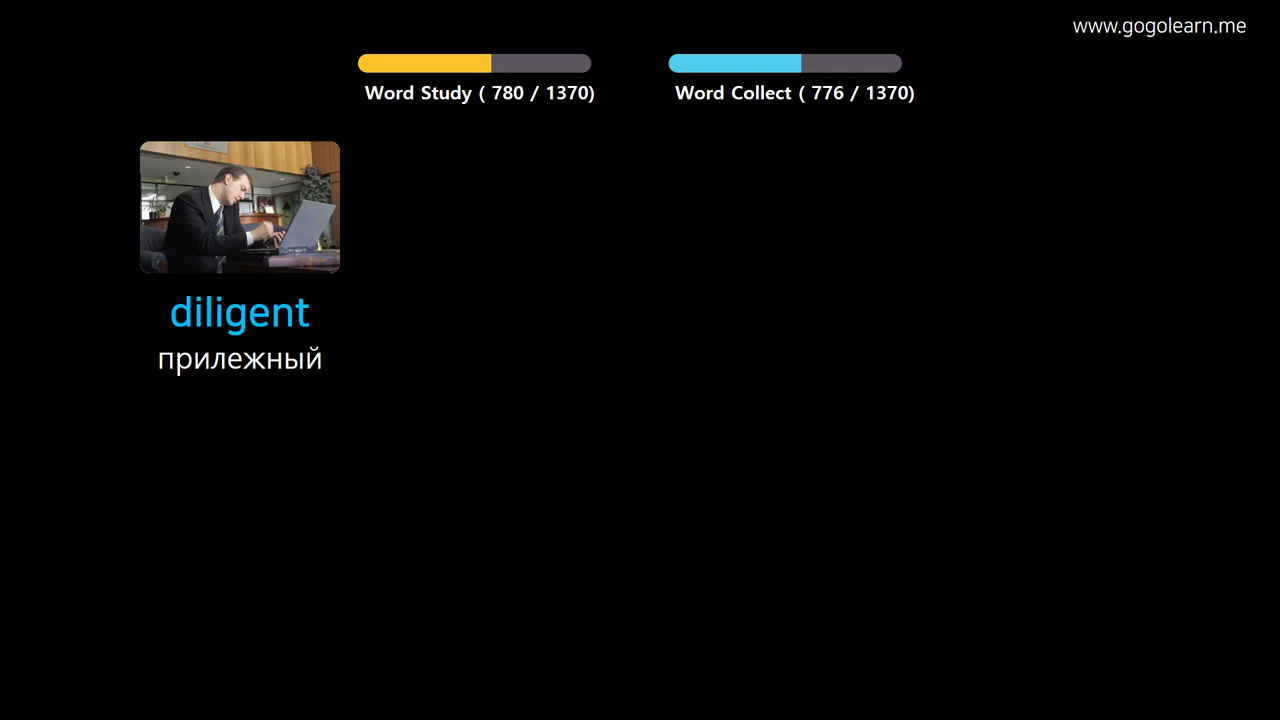 www.gogolearn.me
Word Study ( 780 / 1370)
Word Collect ( 776 / 1370)
diligent
прилежный